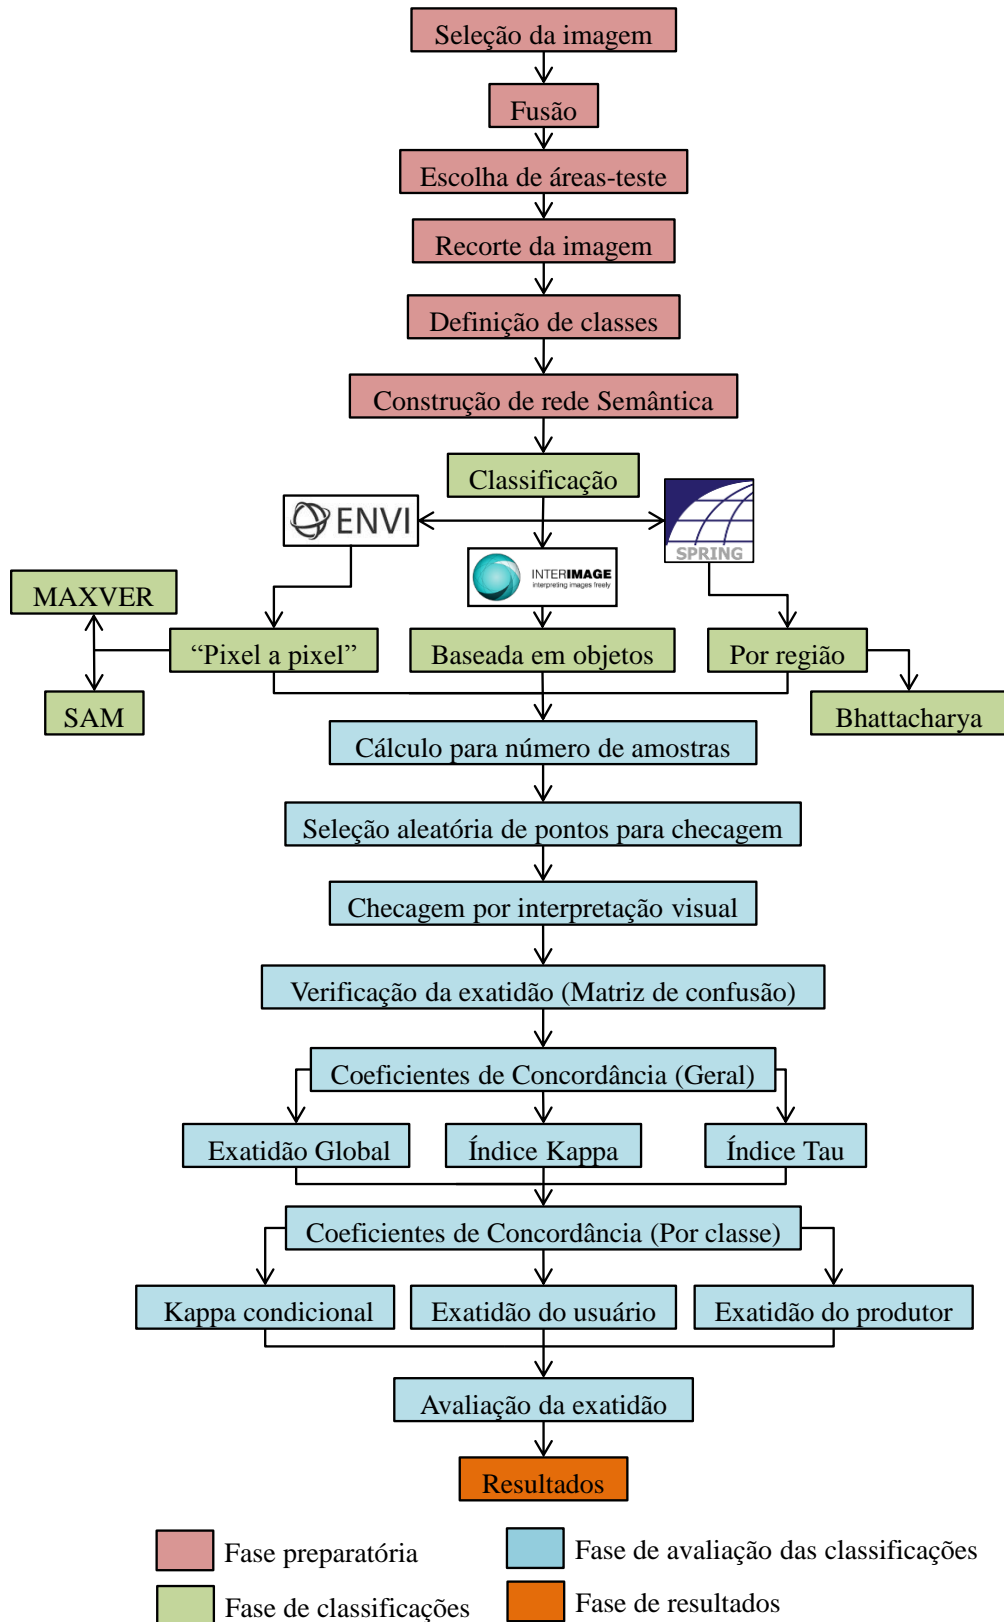 Seleção da imagem
Fusão
Escolha de áreas-teste
Recorte da imagem
Definição de classes
Construção de rede Semântica
Classificação
ENVI
SPRING
INTERIMAGE
interpreting images freely
MAXVER
“Pixel a pixel”
Baseada em objetos
Por região
SAM
Bhattacharya
Cálculo para número de amostras
Seleção aleatória de pontos para checagem
Checagem por interpretação visual
Verificação da exatidão (Matriz de confusão)
Coeficientes de Concordância (Geral)
Exatidão Global
Índice Kappa
Índice Tau
Coeficientes de Concordância (Por classe)
Kappa condicional
Exatidão do usuário
Exatidão do produtor
Avaliação da exatidão
Resultados
Fase preparatória
Fase de avaliação das classificações
Fase de classificações
Fase de resultados